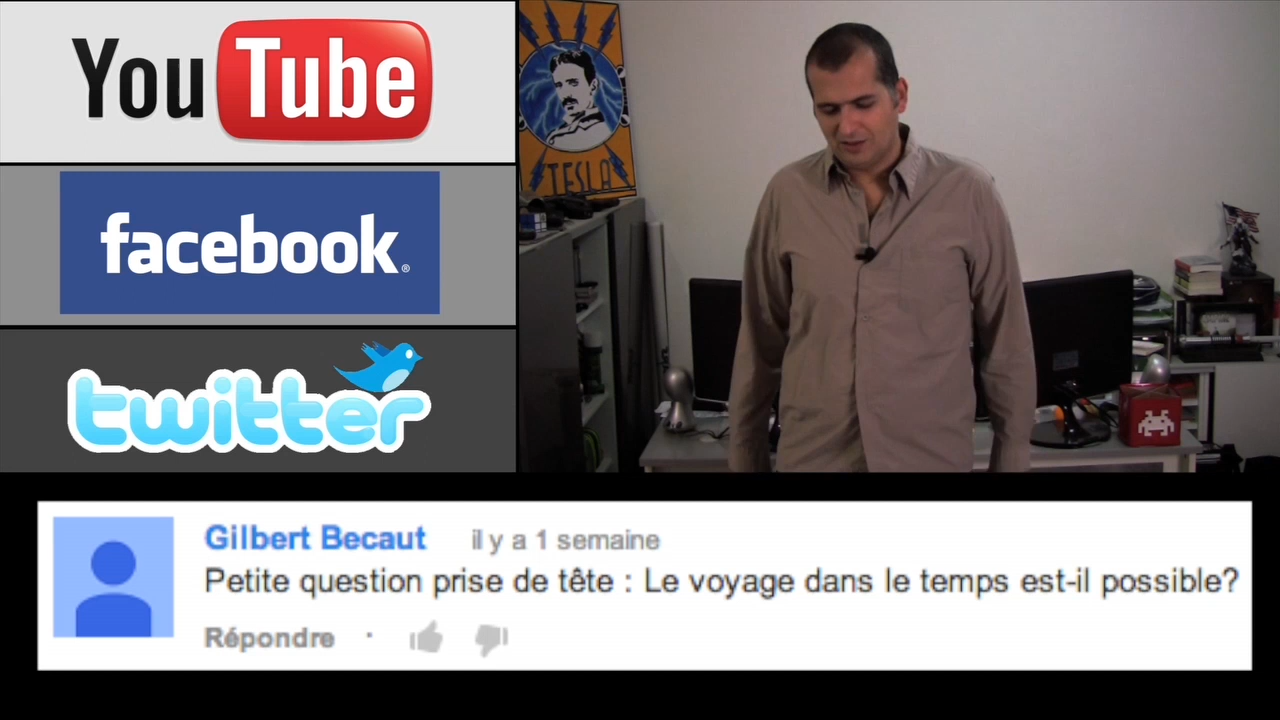 YouTube
facebook®
twitter
TESLA
Gilbert Becaut il y a 1 semaine
Petite question prise de tête : Le voyage dans le temps est-il possible?
Répondre ·